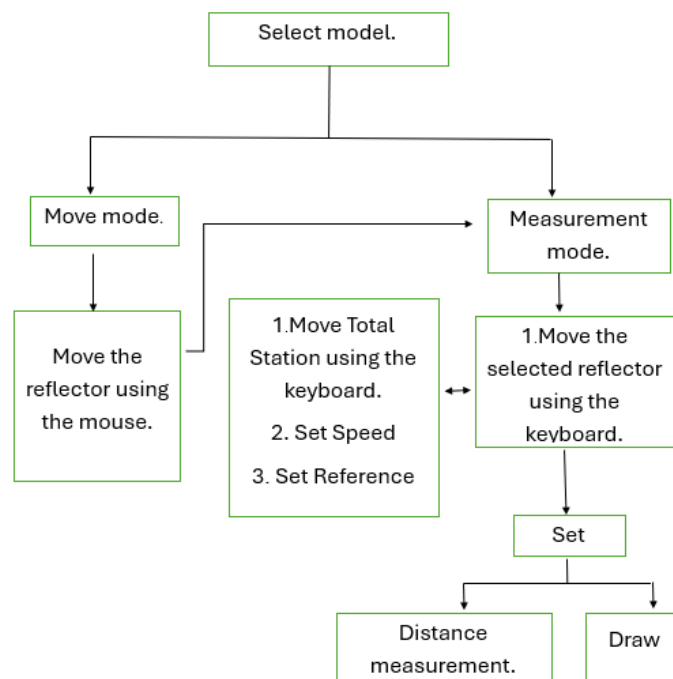 Select model.
Move mode.
Measurement
mode.
Move the
reflector using
the mouse.
1.Move Total
Station using the
keyboard.
2. Set Speed
3. Set Reference
1.Move the
selected reflector
using the
keyboard.
Set
Distance
measurement.
Draw